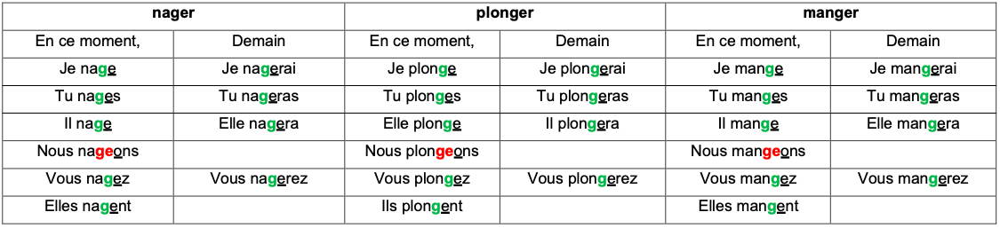 nager plonger manger
En ce moment, Demain En ce moment, Demain En ce moment, Demain
Je nage Je nagerai Je plonge Je plongerai Je mange Je mangerai
Tu nages Tu nageras Tu plonges Tu plongeras Tu manges Tu mangeras
Il nage Elle nagera Elle plonge Il plongera Il mange Elle mangera
Nous nageons Nous plongeons Nous mangeons
Vous nagez Vous nagerez Vous plongez Vous plongerez Vous mangez Vous mangerez
Elles nagent Ils plongent Elles mangent